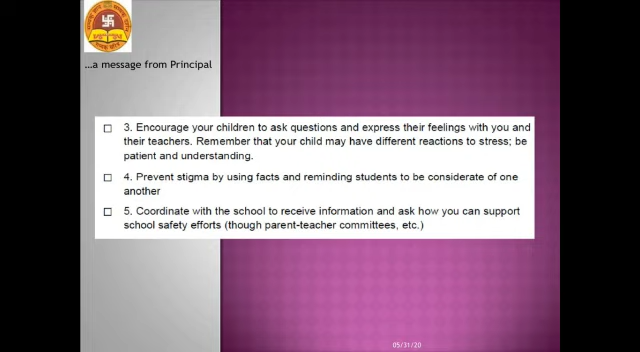 ...a message from Principal
☐ 3. Encourage your children to ask questions and express their feelings with you and
their teachers. Remember that your child may have different reactions to stress; be
patient and understanding.
☐ 4. Prevent stigma by using facts and reminding students to be considerate of one
another
☐ 5. Coordinate with the school to receive information and ask how you can support
school safety efforts (though parent-teacher committees, etc.)
05/31/20